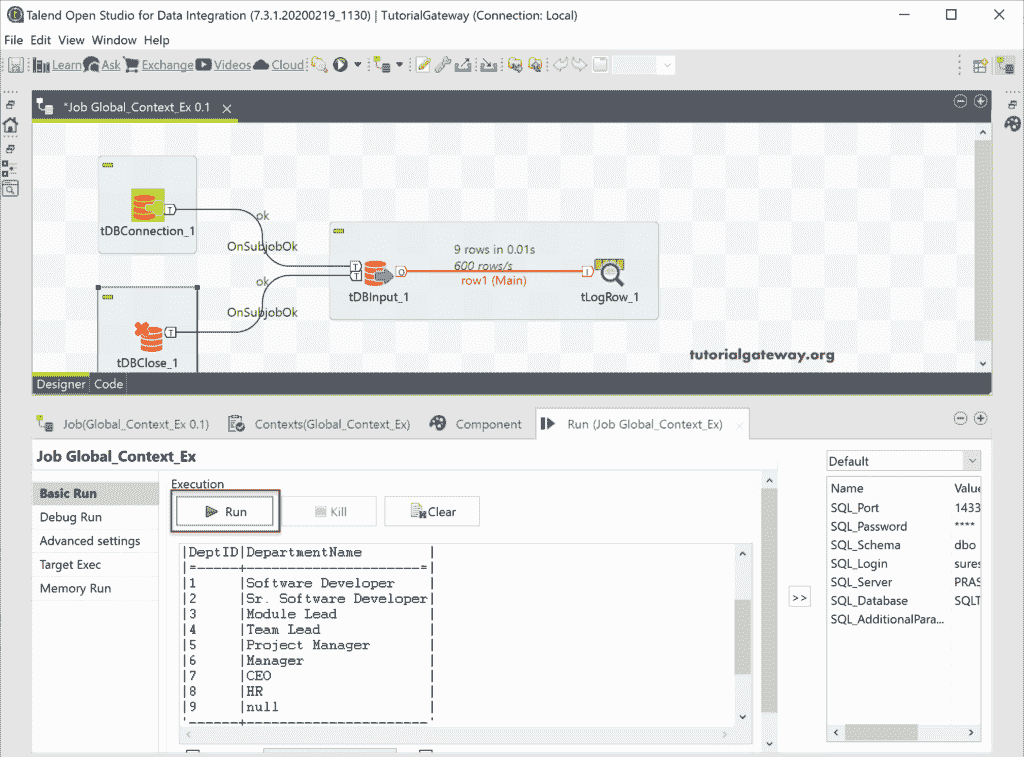 Talend Open Studio for Data Integration (7.3.1.20200219_1130) | TutorialGateway (Connection: Local)
File Edit View Window Help
Learn Ask Exchange Videos Cloud
*Job Global_Context_Ex 0.1
T
tDBConnection_1
ok
OnSubjobOk
9 rows in 0.01s
600 rows/s
row1 (Main)
T
T
O
I
tDBInput_1
tLogRow_1
ok
OnSubjobOk
T
tDBClose_1
tutorialgateway.org
Designer Code
Job(Global_Context_Ex 0.1) Contexts(Global_Context_Ex) Component Run (Job Global_Context_Ex)
Job Global_Context_Ex
Basic Run
Debug Run
Advanced settings
Target Exec
Memory Run
Execution
Run Kill Clear
|DeptID|DepartmentName |
|=------+----------------------=|
|1 |Software Developer |
|2 |Sr. Software Developer|
|3 |Module Lead |
|4 |Team Lead |
|5 |Project Manager |
|6 |Manager |
|7 |CEO |
|8 |HR |
|9 |null |
'------+----------------------'
>>
Default
Name Value
SQL_Port 1433
SQL_Password ****
SQL_Schema dbo
SQL_Login sures
SQL_Server PRAS
SQL_Database SQLT
SQL_AdditionalPara...